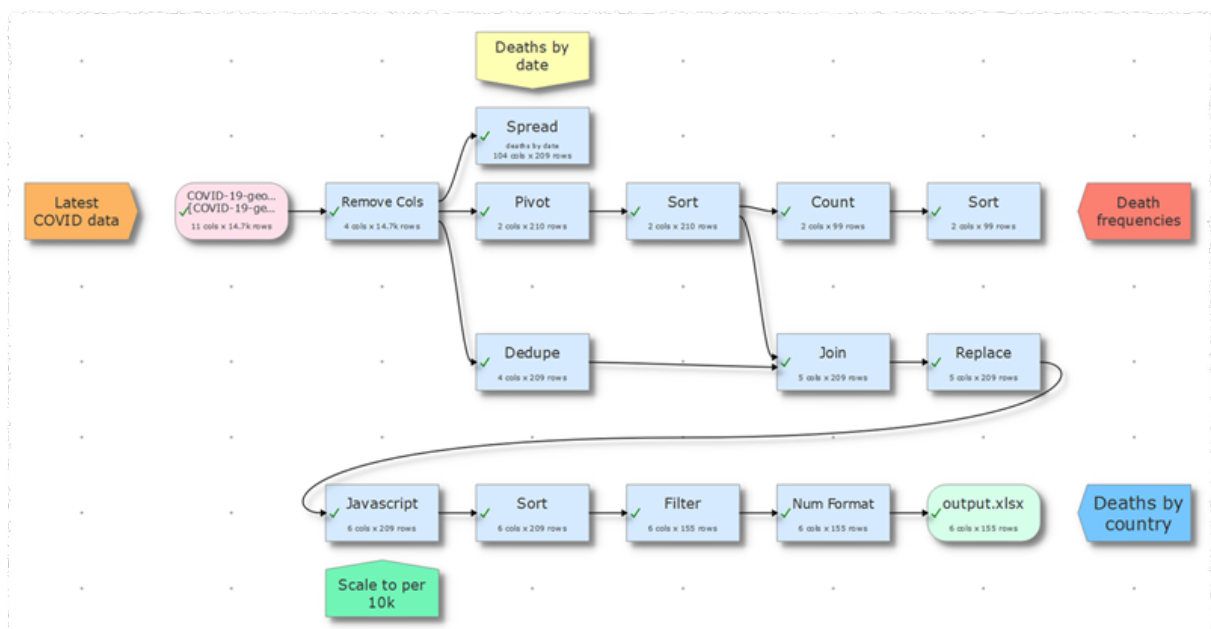 Deaths by
date
Spread
deaths by date
104 cols x 209 rows
Latest
COVID data
COVID-19-geo...
{COVID-19-ge...
11 cols x 14.7k rows
Remove Cols
4 cols x 14.7k rows
Pivot
2 cols x 210 rows
Sort
2 cols x 210 rows
Count
2 cols x 99 rows
Sort
2 cols x 99 rows
Death
frequencies
Dedupe
4 cols x 209 rows
Join
5 cols x 209 rows
Replace
5 cols x 209 rows
Javascript
6 cols x 209 rows
Sort
6 cols x 209 rows
Filter
6 cols x 155 rows
Num Format
6 cols x 155 rows
output.xlsx
6 cols x 155 rows
Deaths by
country
Scale to per
10k